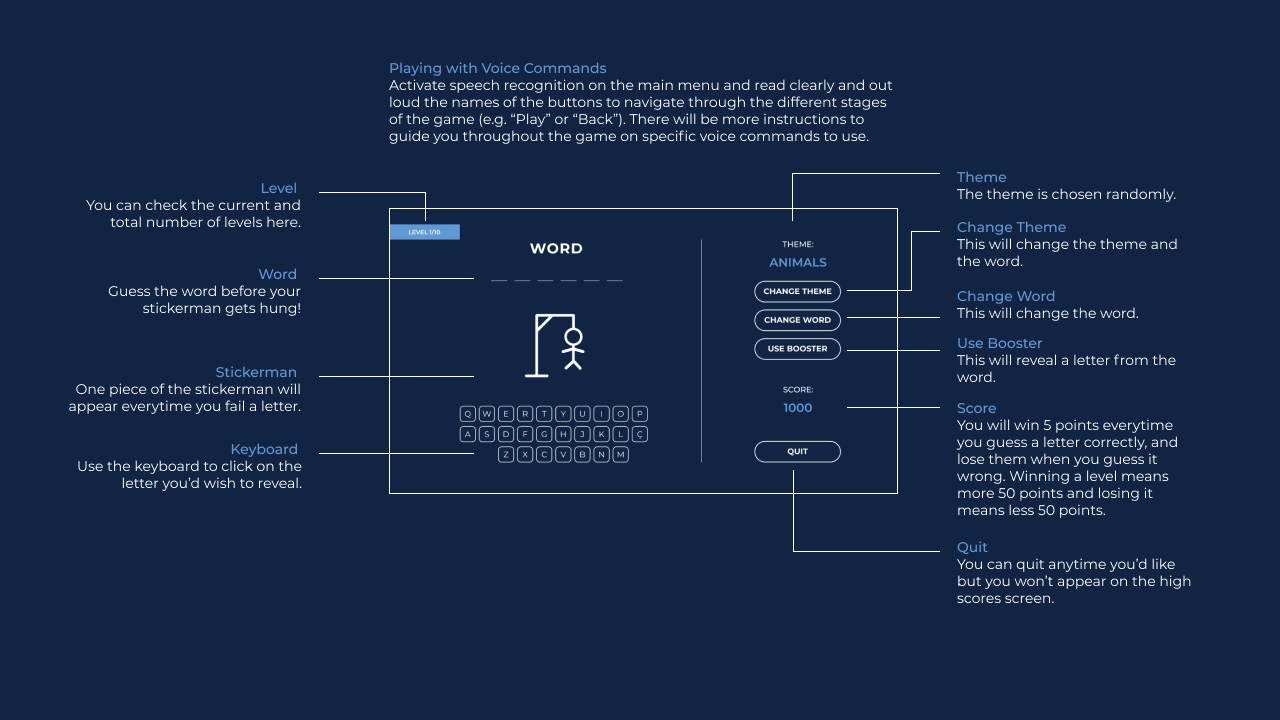 Playing with Voice Commands
Activate speech recognition on the main menu and read clearly and out
loud the names of the buttons to navigate through the different stages
of the game (e.g. “Play” or “Back”). There will be more instructions to
guide you throughout the game on specific voice commands to use.
Level
You can check the current and
total number of levels here.
Word
Guess the word before your
stickerman gets hung!
Stickerman
One piece of the stickerman will
appear everytime you fail a letter.
Keyboard
Use the keyboard to click on the
letter you’d wish to reveal.
LEVEL 1/10
WORD
Q W E R T Y U I O P
A S D F G H J K L Ç
Z X C V B N M
THEME:
ANIMALS
CHANGE THEME
CHANGE WORD
USE BOOSTER
SCORE:
1000
QUIT
Theme
The theme is chosen randomly.
Change Theme
This will change the theme and
the word.
Change Word
This will change the word.
Use Booster
This will reveal a letter from the
word.
Score
You will win 5 points everytime
you guess a letter correctly, and
lose them when you guess it
wrong. Winning a level means
more 50 points and losing it
means less 50 points.
Quit
You can quit anytime you’d like
but you won’t appear on the high
scores screen.